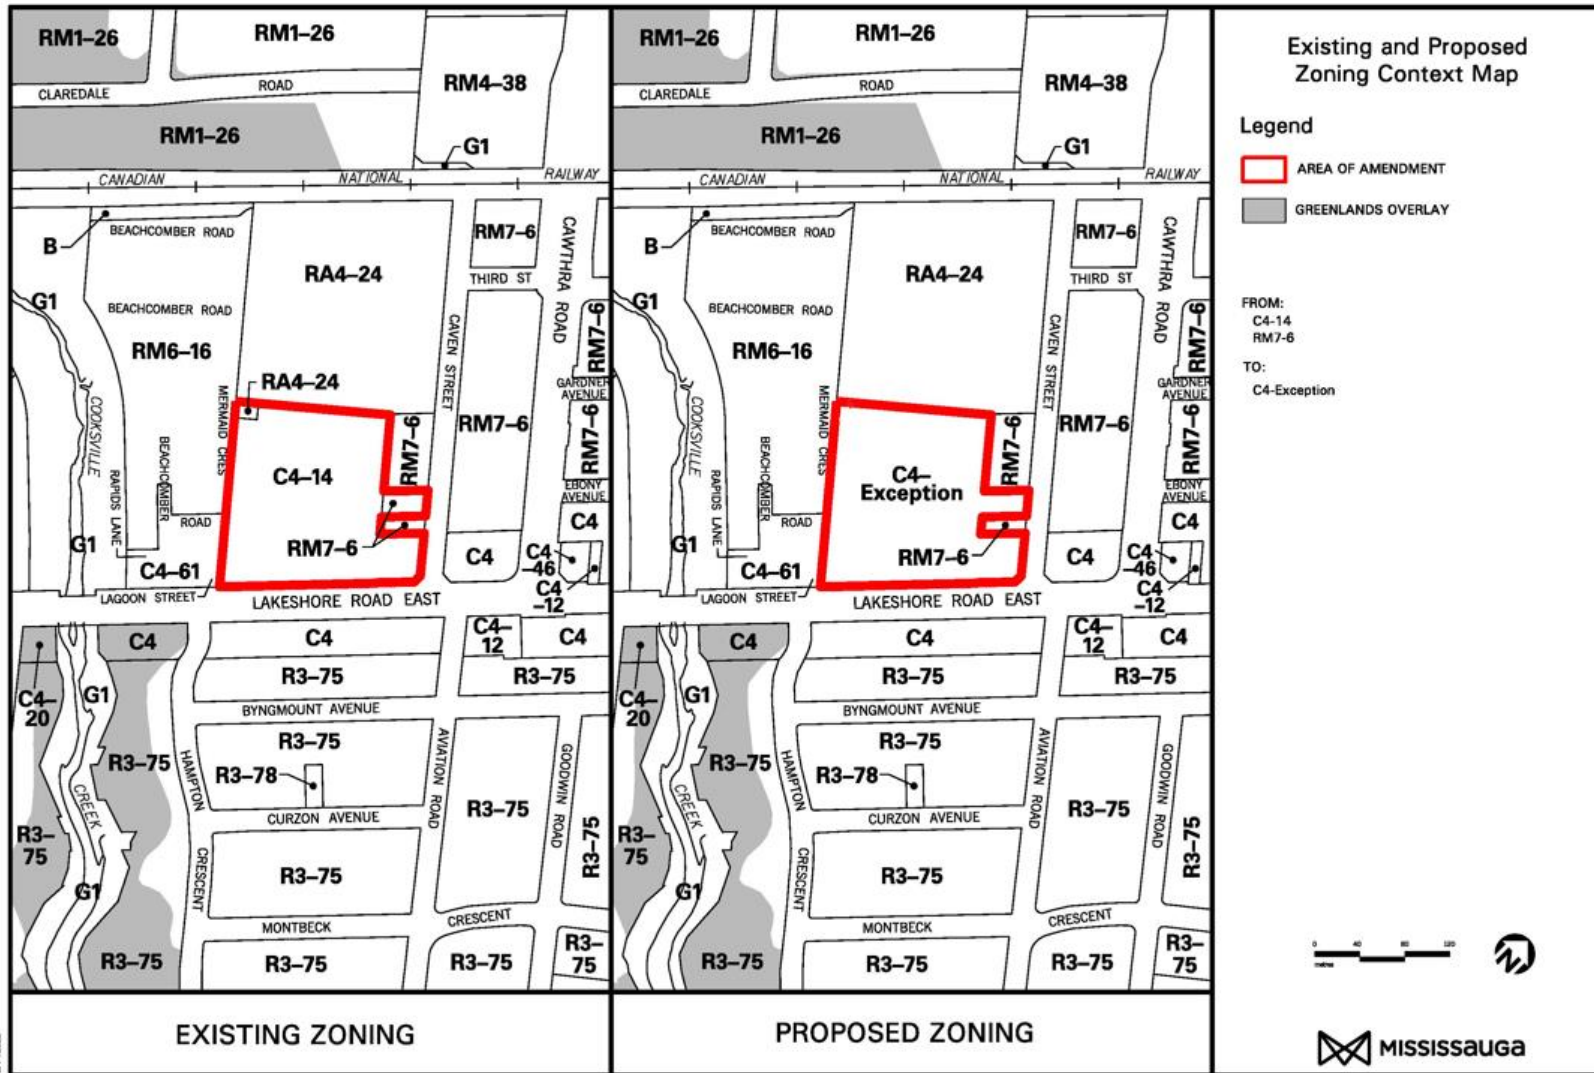 RM1-26
RM1-26
RM4-38
CLAREDALE
ROAD
RM1-26
G1
CANADIAN
NATIONAL
RAILWAY
B
BEACHCOMBER ROAD
RM7-6
CAWTHRA ROAD
RA4-24
THIRD ST
G1
BEACHCOMBER ROAD
RM7-6
CAVEN STREET
RM6-16
RA4-24
GARDNER
AVENUE
MERMAID CRES
COOKSVILLE
RM7-6
RM7-6
RM7-6
BEACHCOMBER
RAPIDS LANE
C4-14
EBONY
AVENUE
ROAD
C4
G1
RM7-6
C4
C4
-46
C4-61
C4
-12
LAGOON STREET
LAKESHORE ROAD EAST
C4
C4
C4-
12
C4
R3-75
R3-75
C4-
20
G1
BYNGMOUNT AVENUE
R3-75
R3-75
HAMPTON
AVIATION ROAD
GOODWIN ROAD
R3-78
CREEK
CURZON AVENUE
R3-75
R3-75
R3-
75
R3-75
G1
CRESCENT
CRESCENT
MONTBECK
R3-75
R3-75
R3-75
R3-
75
EXISTING ZONING
RM1-26
RM1-26
RM4-38
CLAREDALE
ROAD
RM1-26
G1
CANADIAN
NATIONAL
RAILWAY
B
BEACHCOMBER ROAD
RM7-6
CAWTHRA ROAD
RA4-24
THIRD ST
G1
BEACHCOMBER ROAD
RM7-6
CAVEN STREET
RM6-16
GARDNER
AVENUE
MERMAID CRES
COOKSVILLE
RM7-6
RM7-6
RM7-6
BEACHCOMBER
RAPIDS LANE
C4-
Exception
EBONY
AVENUE
ROAD
C4
G1
RM7-6
C4
C4
-46
C4-61
C4
-12
LAGOON STREET
LAKESHORE ROAD EAST
C4
C4
C4-
12
C4
R3-75
R3-75
C4-
20
G1
BYNGMOUNT AVENUE
R3-75
R3-75
HAMPTON
AVIATION ROAD
GOODWIN ROAD
R3-78
CREEK
CURZON AVENUE
R3-75
R3-75
R3-
75
R3-75
G1
CRESCENT
CRESCENT
MONTBECK
R3-75
R3-75
R3-75
R3-
75
PROPOSED ZONING
Existing and Proposed
Zoning Context Map
Legend
AREA OF AMENDMENT
GREENLANDS OVERLAY
FROM:
C4-14
RM7-6
TO:
C4-Exception
0 40 80 120
metres
MISSISSAUGA